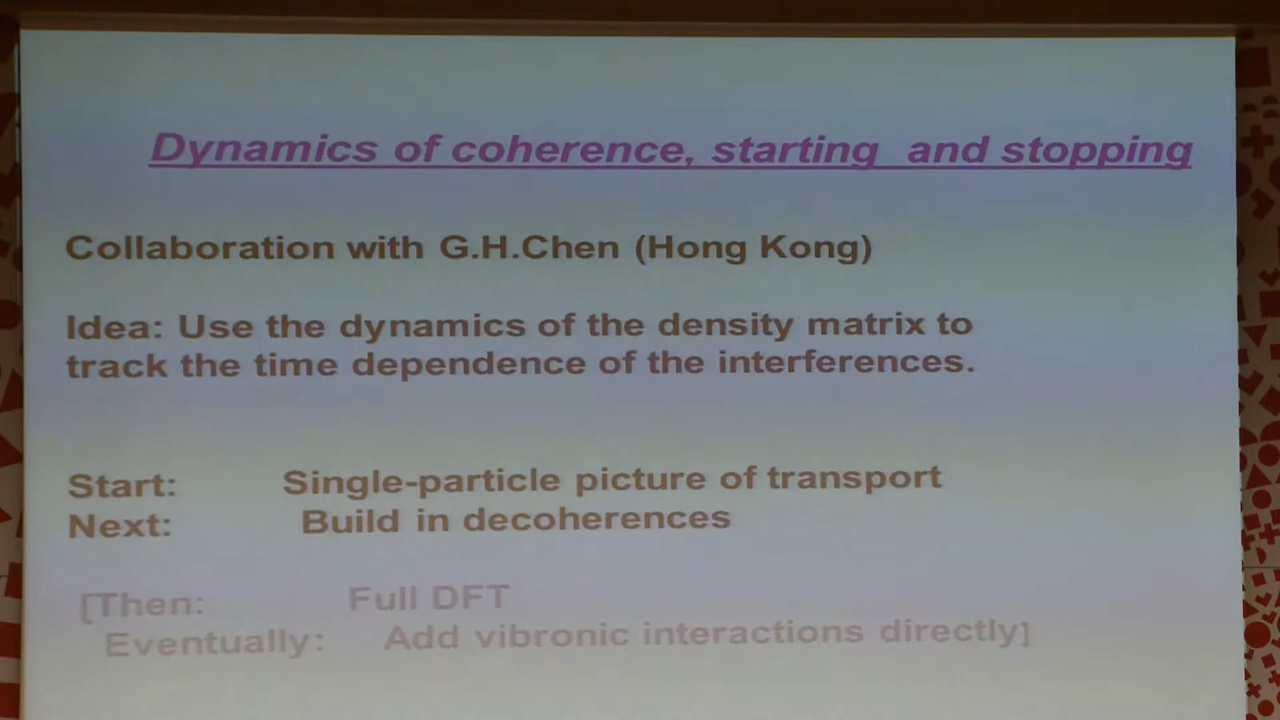 Dynamics of coherence, starting and stopping
Collaboration with G.H.Chen (Hong Kong)
Idea: Use the dynamics of the density matrix to
track the time dependence of the interferences.
Start: Single-particle picture of transport
Next: Build in decoherences
[Then: Full DFT
Eventually: Add vibronic interactions directly]